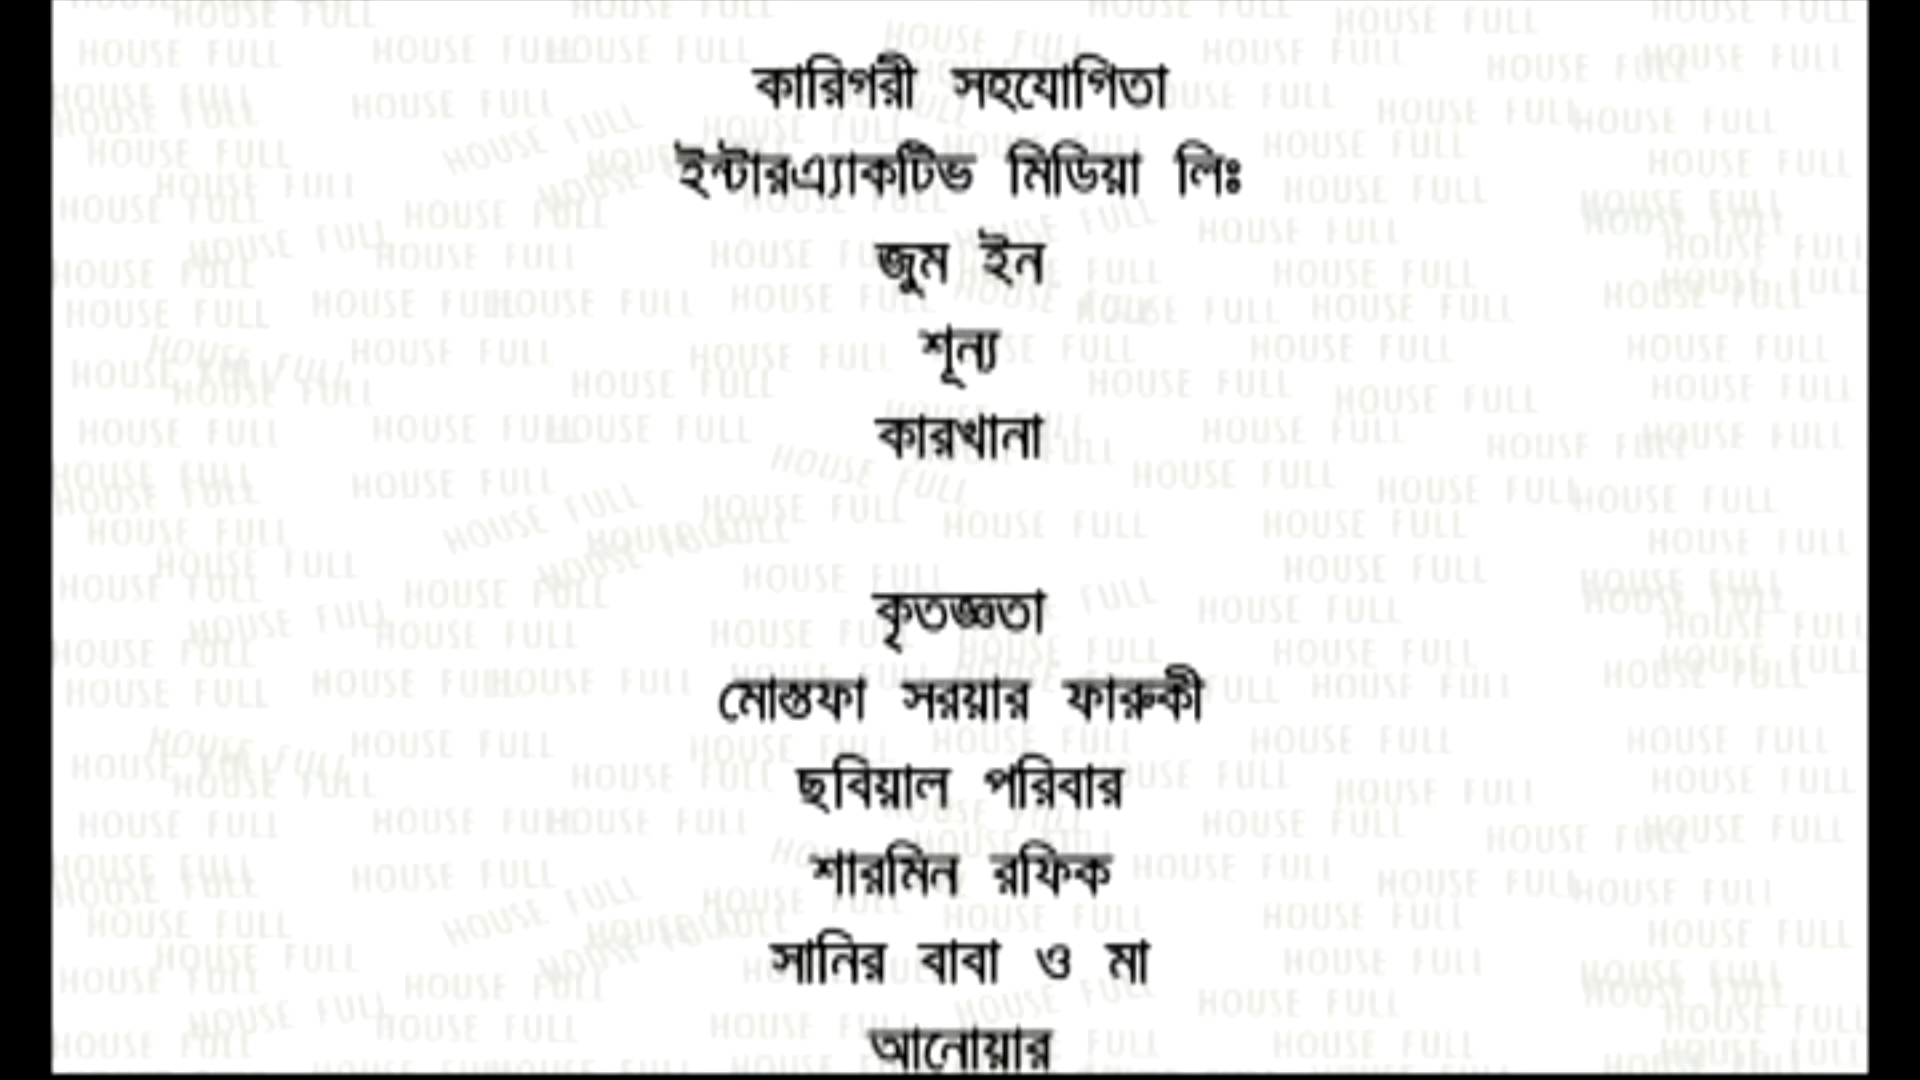 কারিগরী সহযোগিতা
ইন্টারএ্যাকটিভ মিডিয়া লিঃ
জুম ইন
শূন্য
কারখানা
কৃতজ্ঞতা
মোস্তফা সরয়ার ফারুকী
ছবিয়াল পরিবার
শারমিন রফিক
সানির বাবা ও মা
আনোয়ার
HOUSE FULL